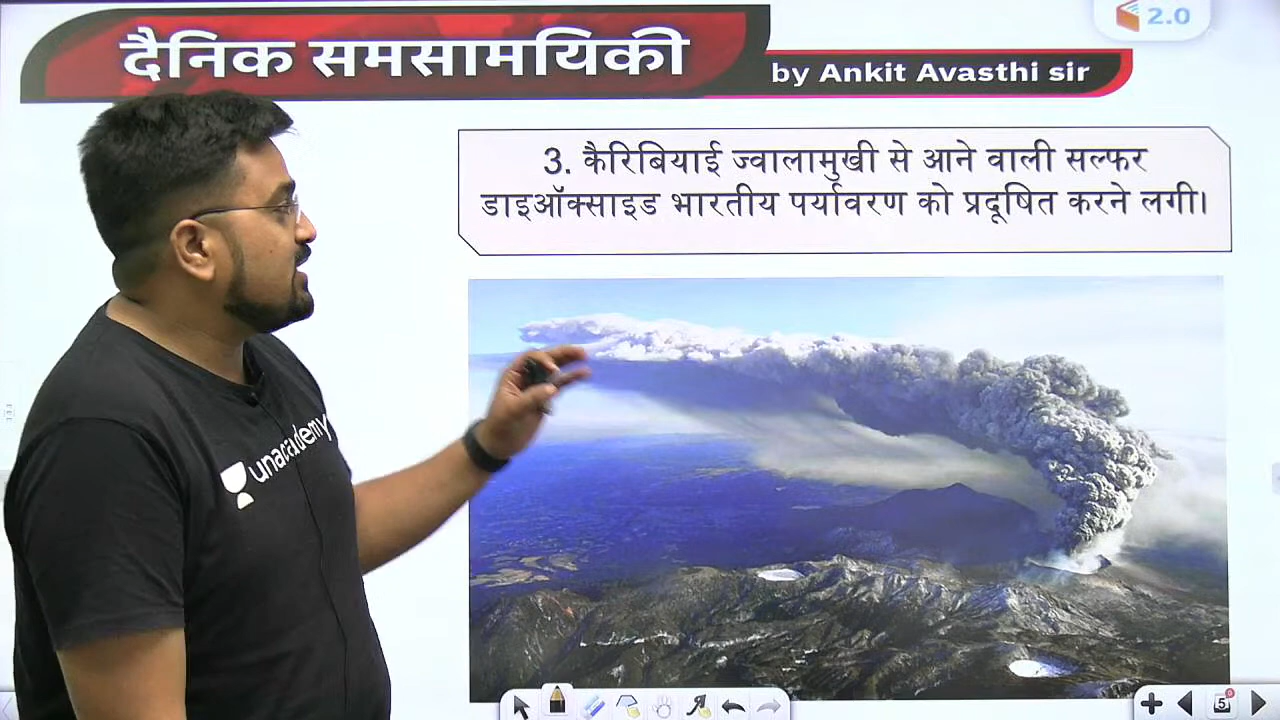 दैनिक समसामयिकी
by Ankit Avasthi sir
2.0
3. कैरिबियाई ज्वालामुखी से आने वाली सल्फर
डाइऑक्साइड भारतीय पर्यावरण को प्रदूषित करने लगी।
unacademy
5
0